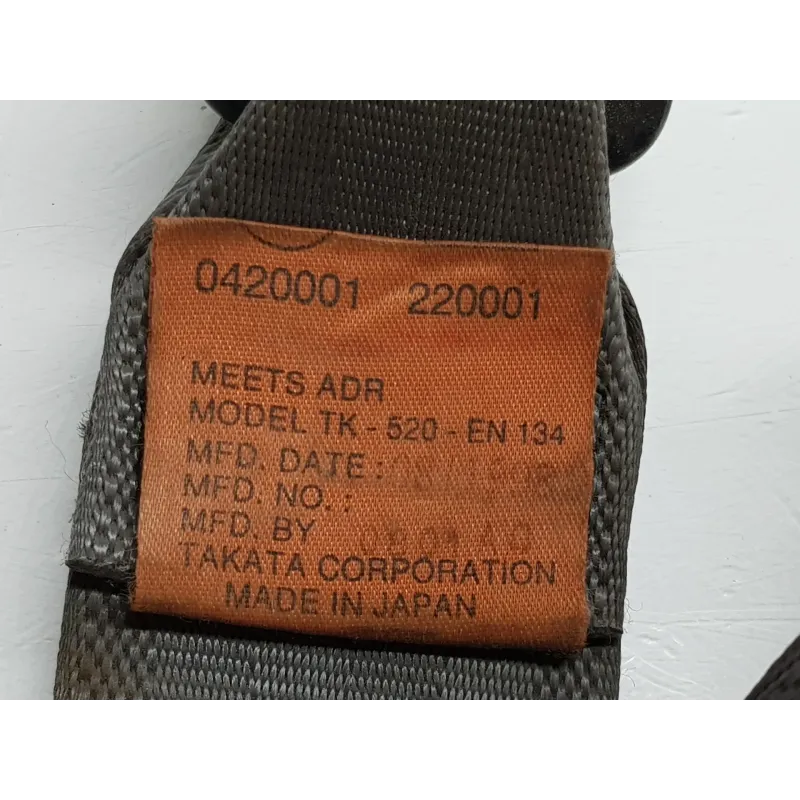 0420001 220001
MEETS ADR
MODEL TK - 520 - EN 134
MFD. DATE :
MFD. NO. :
MFD. BY
TAKATA CORPORATION
MADE IN JAPAN